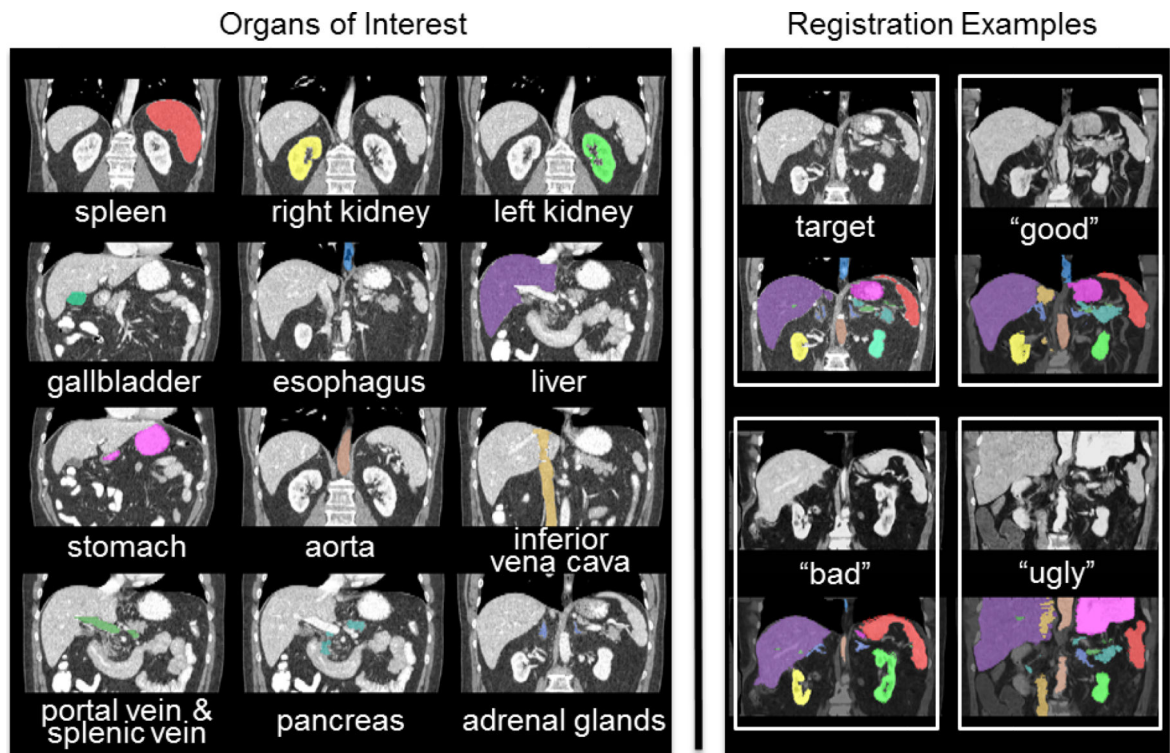 Organs of Interest
Registration Examples
spleen
right kidney
left kidney
gallbladder
esophagus
liver
stomach
aorta
inferior
vena cava
portal vein &
splenic vein
pancreas
adrenal glands
target
“good”
“bad”
“ugly”